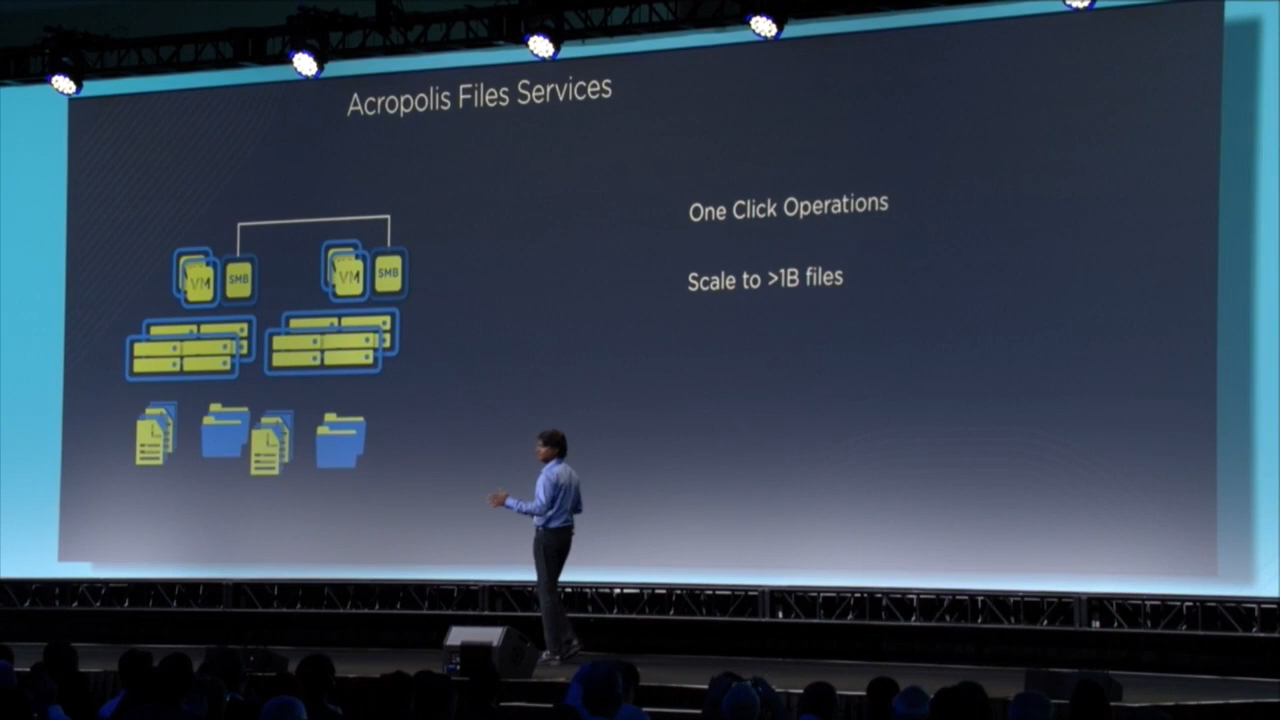 Acropolis Files Services
One Click Operations
Scale to >1B files
VM
SMB
VM
SMB